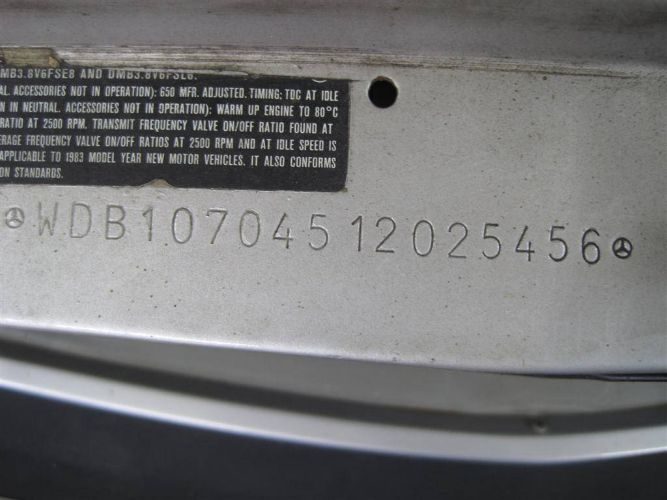 DMB3.8V6FSE8 AND DMB3.8V6FSL6.
AL. ACCESSORIES NOT IN OPERATION): 650 MFR. ADJUSTED. TIMING: TDC AT IDLE
N IN NEUTRAL. ACCESSORIES NOT IN OPERATION): WARM UP ENGINE TO 80°C
RATIO AT 2500 RPM. TRANSMIT FREQUENCY VALVE ON/OFF RATIO FOUND AT
ERAGE FREQUENCY VALVE ON/OFF RATIOS AT 2500 RPM AND AT IDLE SPEED IS
APPLICABLE TO 1983 MODEL YEAR NEW MOTOR VEHICLES. IT ALSO CONFORMS
ON STANDARDS.
WDB107045 12025456